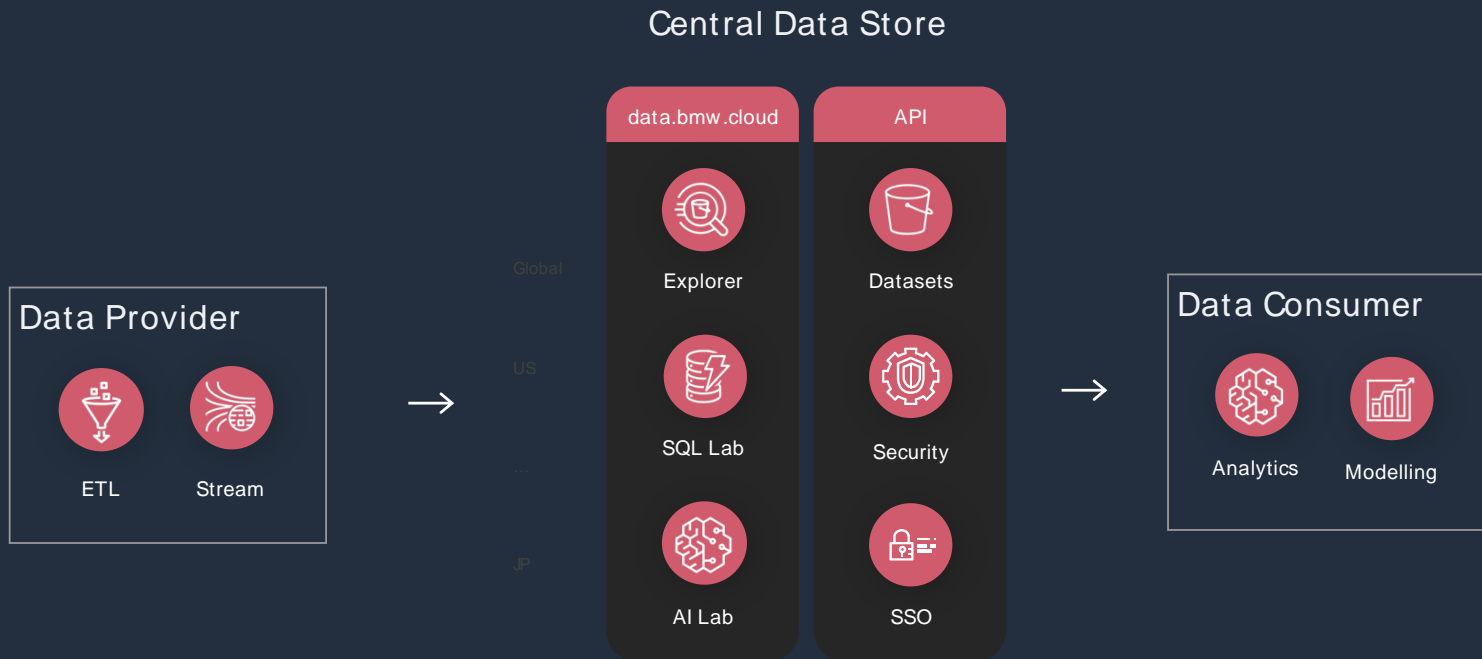 Central Data Store
data.bmw.cloud
API
Explorer
Datasets
Global
Data Provider
Data Consumer
US
SQL Lab
Security
Analytics
Modelling
ETL
Stream
...
JP
AI Lab
SSO